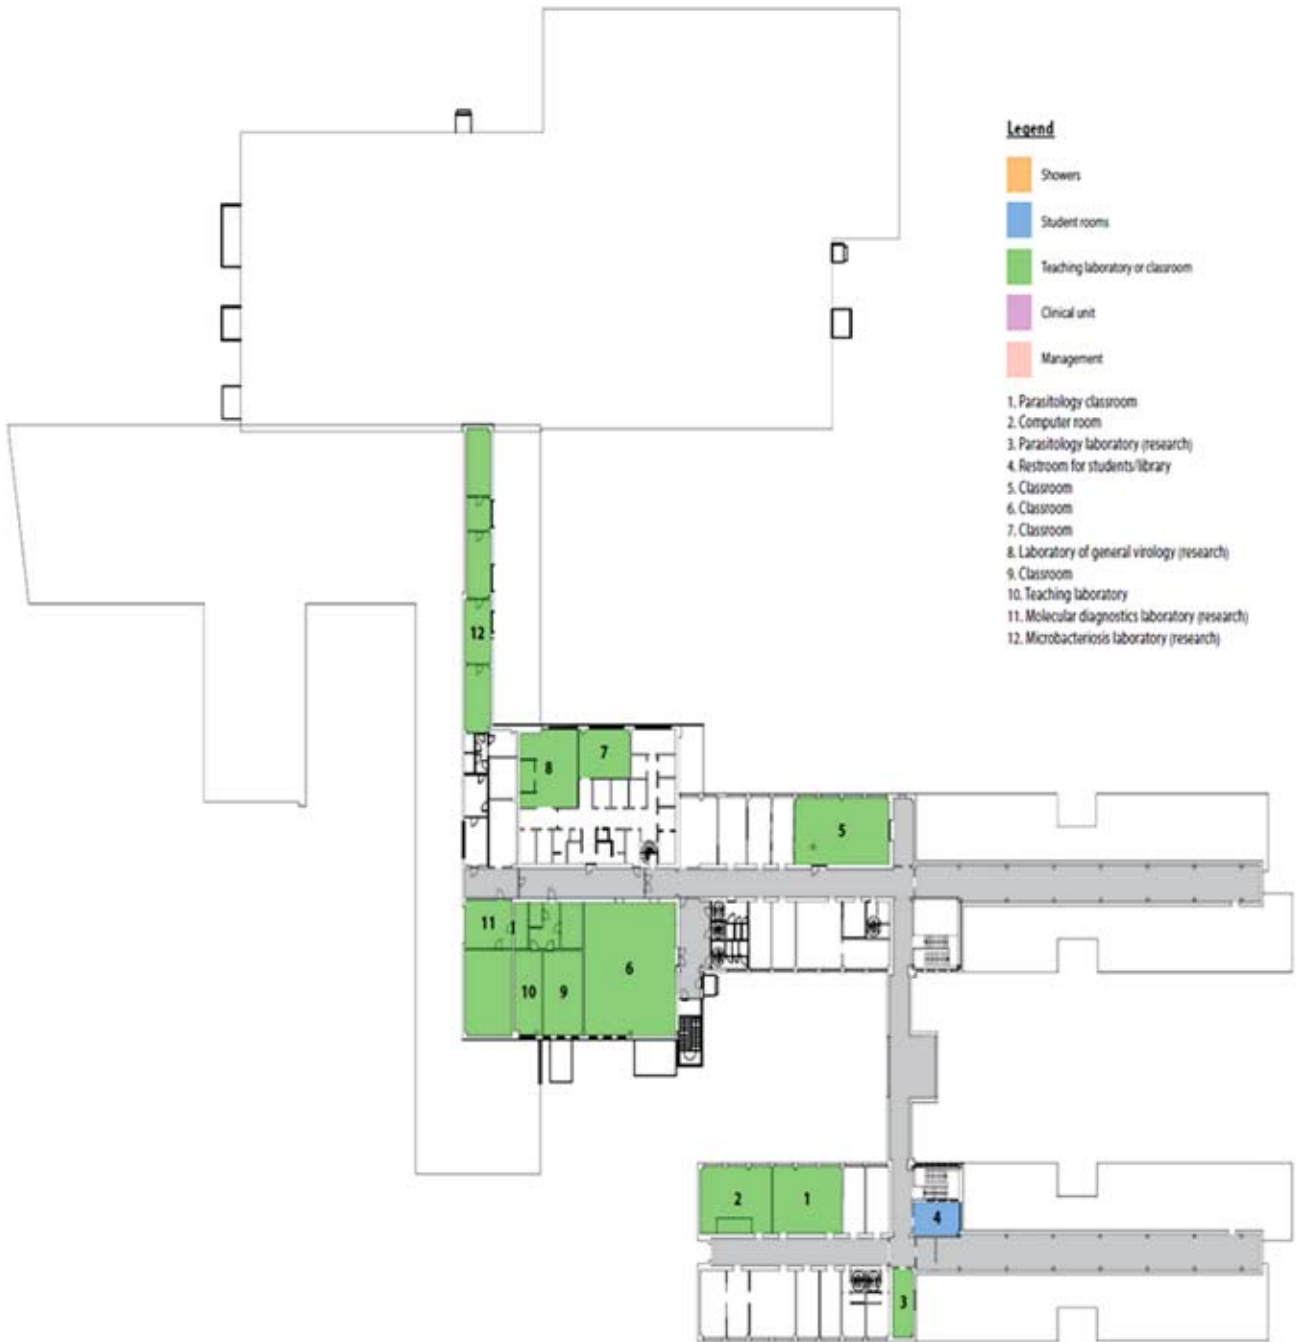 Legend
Showers
Student rooms
Teaching laboratory or classroom
Clinical unit
Management
1. Parasitology classroom
2. Computer room
3. Parasitology laboratory (research)
4. Restroom for students/library
5. Classroom
6. Classroom
7. Classroom
8. Laboratory of general virology (research)
9. Classroom
10. Teaching laboratory
11. Molecular diagnostics laboratory (research)
12. Microbacteriosis laboratory (research)
12
7
8
5
11
6
10
9
2
1
4
3